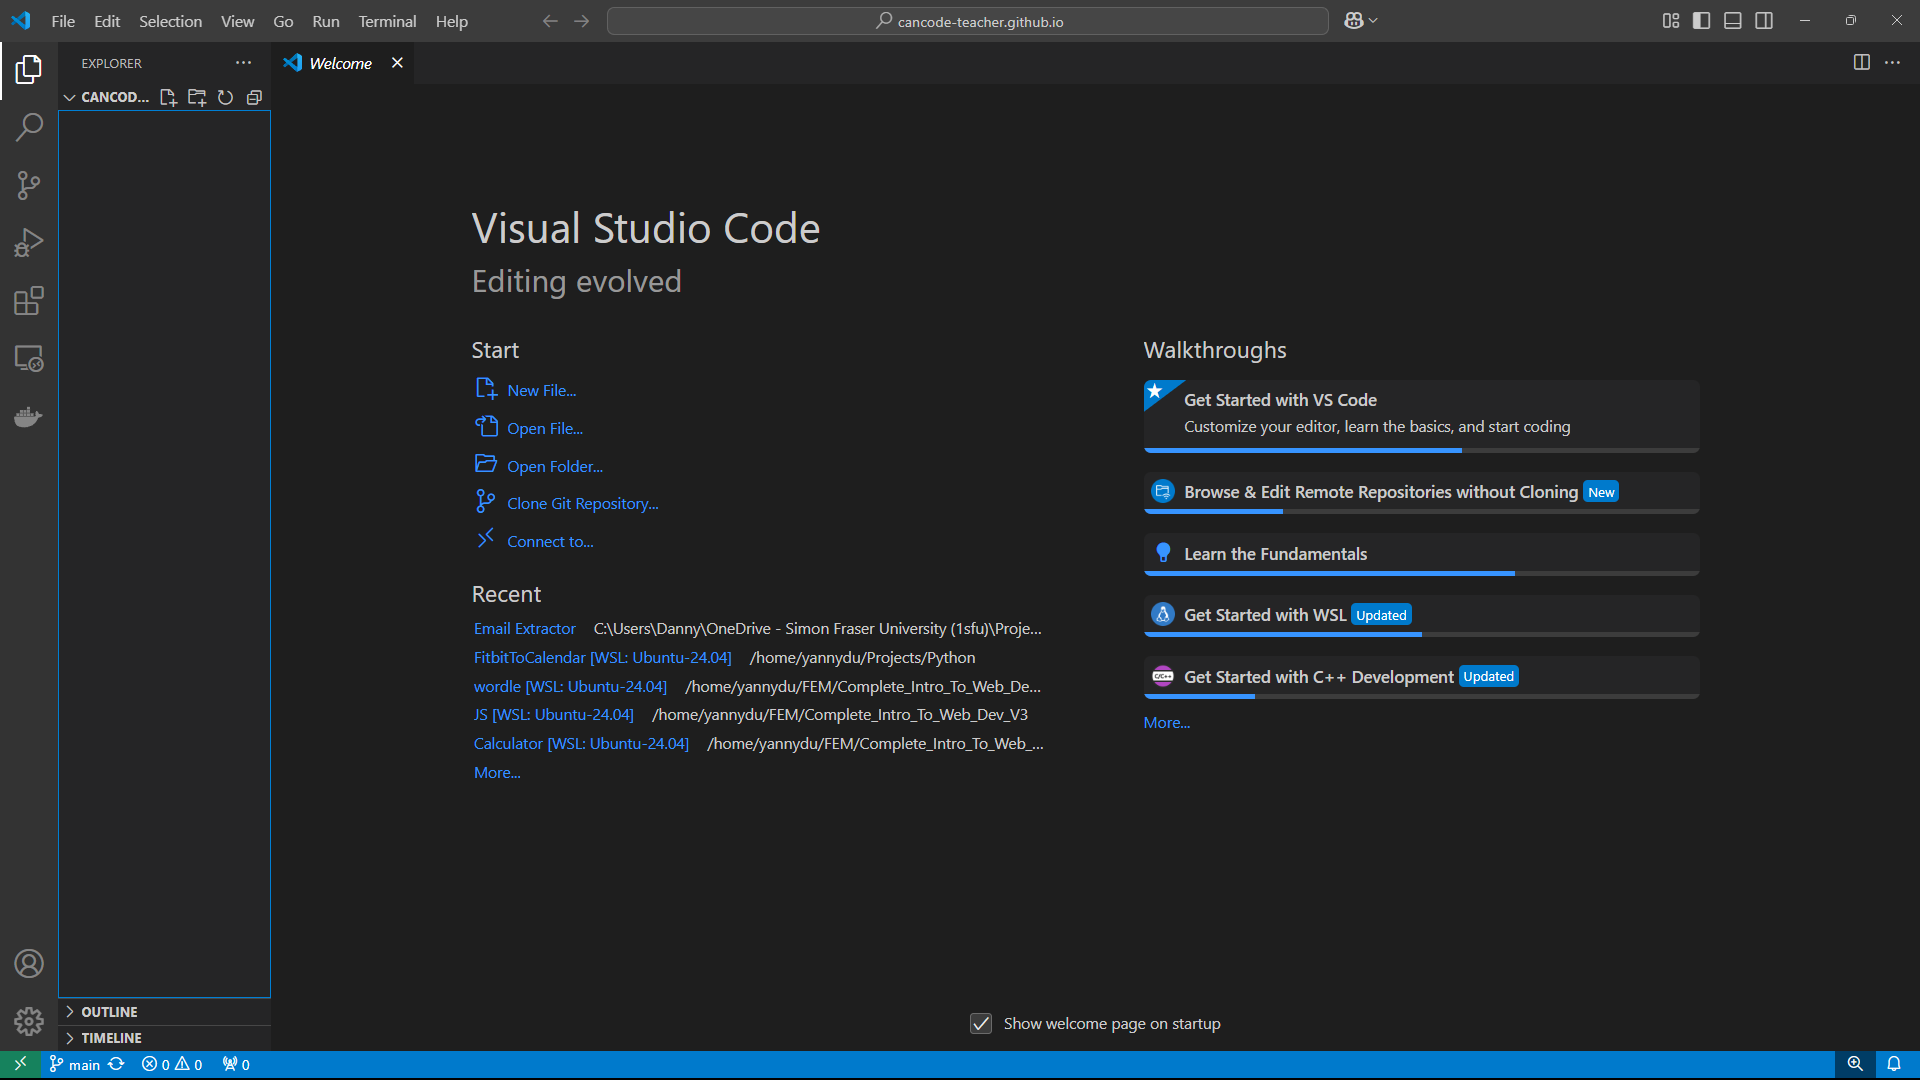 File Edit Selection View Go Run Terminal Help
cancode-teacher.github.io
EXPLORER
Welcome
CANCOD...
Visual Studio Code
Editing evolved
Start
New File...
Open File...
Open Folder...
Clone Git Repository...
Connect to...
Recent
Email Extractor C:\Users\Danny\OneDrive - Simon Fraser University (1sfu)\Proje...
FitbitToCalendar [WSL: Ubuntu-24.04] /home/yannydu/Projects/Python
wordle [WSL: Ubuntu-24.04] /home/yannydu/FEM/Complete_Intro_To_Web_De...
JS [WSL: Ubuntu-24.04] /home/yannydu/FEM/Complete_Intro_To_Web_Dev_V3
Calculator [WSL: Ubuntu-24.04] /home/yannydu/FEM/Complete_Intro_To_Web_...
More...
Walkthroughs
Get Started with VS Code
Customize your editor, learn the basics, and start coding
Browse & Edit Remote Repositories without Cloning New
Learn the Fundamentals
Get Started with WSL Updated
C/C++ Get Started with C++ Development Updated
More...
Show welcome page on startup
OUTLINE
TIMELINE
main 0 0 0